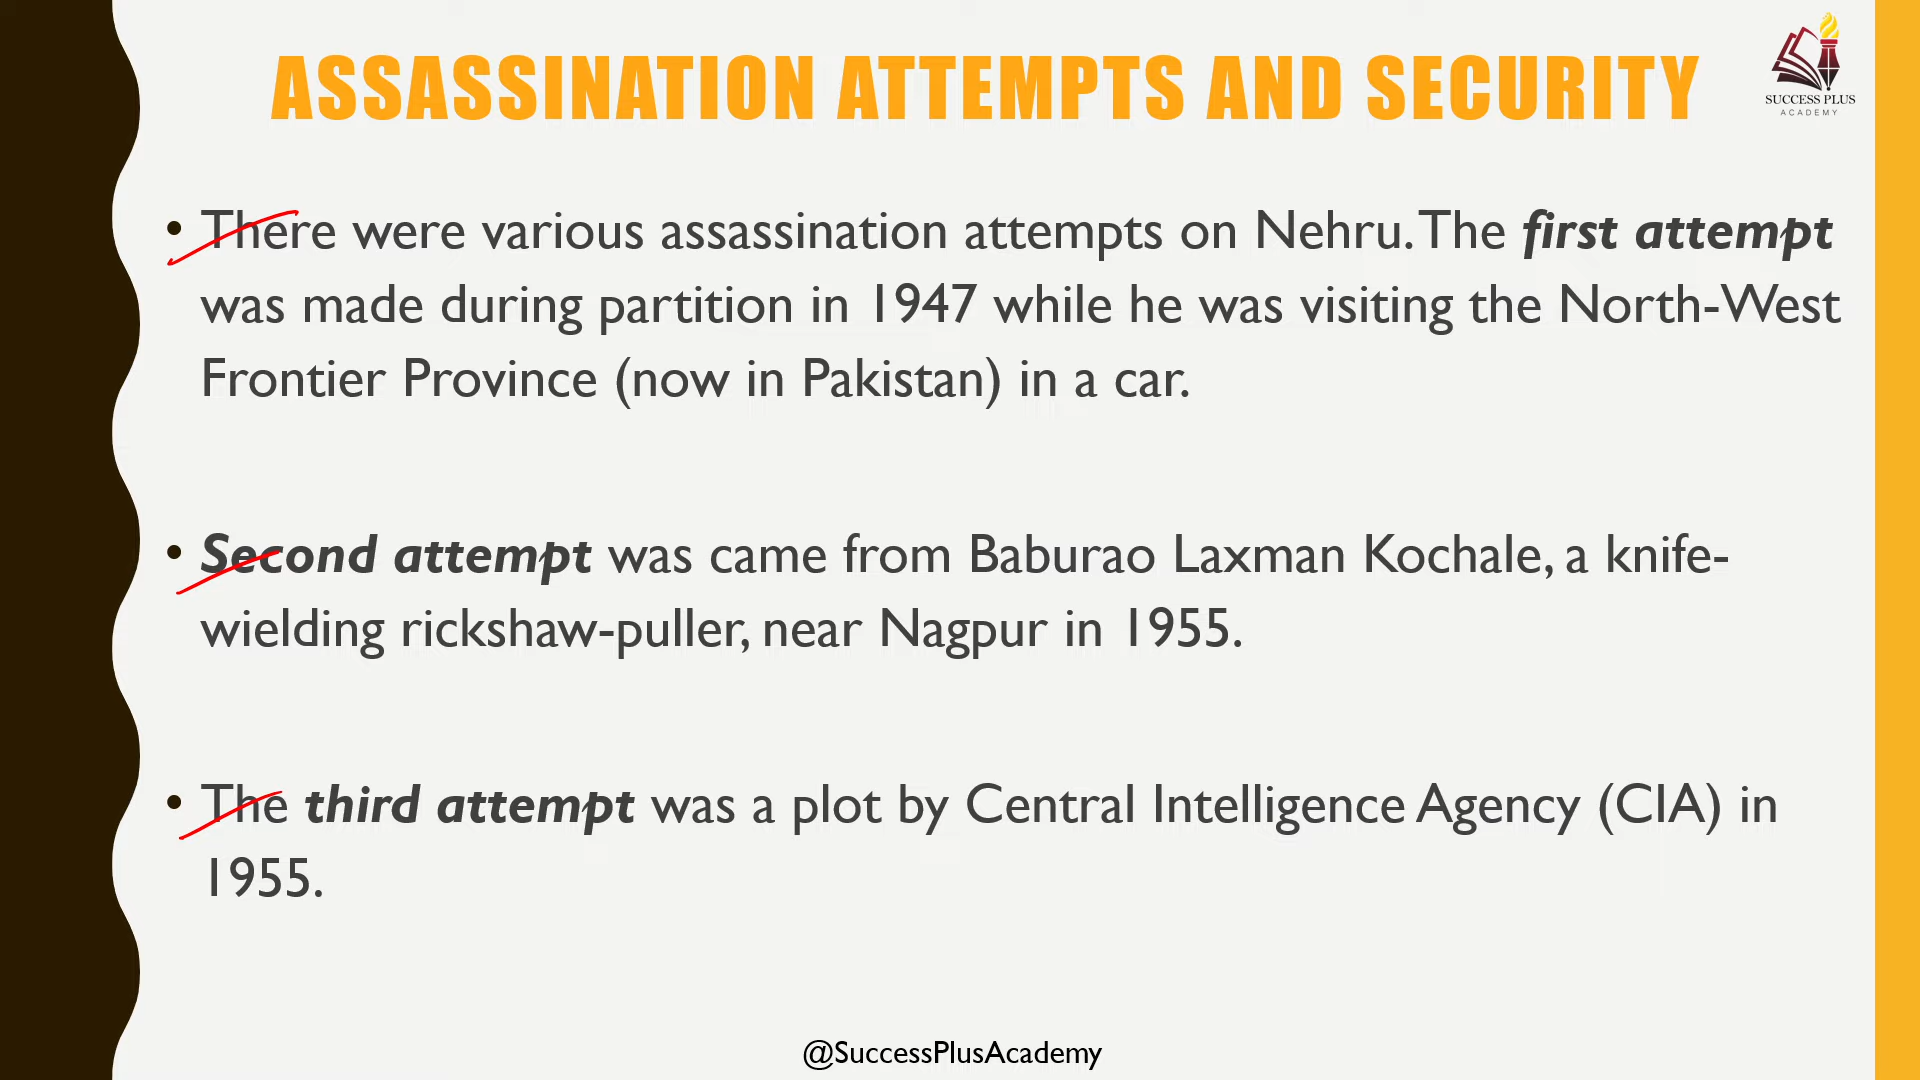 ASSASSINATION ATTEMPTS AND SECURITY
SUCCESS PLUS
ACADEMY
• There were various assassination attempts on Nehru. The first attempt
was made during partition in 1947 while he was visiting the North-West
Frontier Province (now in Pakistan) in a car.
• Second attempt was came from Baburao Laxman Kochale, a knife-
wielding rickshaw-puller, near Nagpur in 1955.
• The third attempt was a plot by Central Intelligence Agency (CIA) in
1955.
@SuccessPlusAcademy